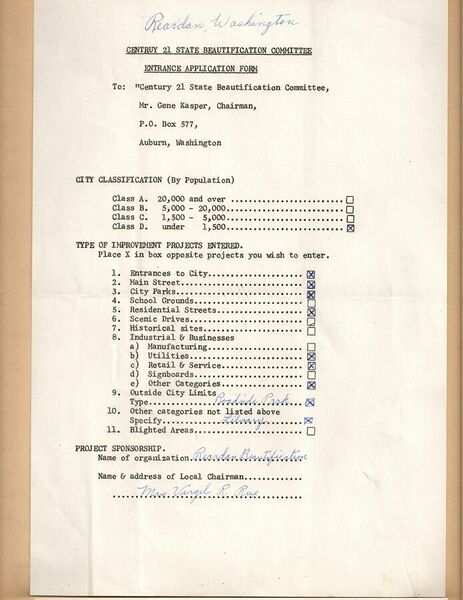 Reardan, Washington
CENTRUY 21 STATE BEAUTIFICATION COMMITTEE
ENTRANCE APPLICATION FORM
To: "Century 21 State Beautification Committee,
Mr. Gene Kasper, Chairman,
P.O. Box 577,
Auburn, Washington
CITY CLASSIFICATION (By Population)
Class A. 20,000 and over ........................ ☐
Class B. 5,000 - 20,000........................ ☐
Class C. 1,500 - 5,000........................ ☐
Class D. under 1,500........................ ☒
TYPE OF IMPROVEMENT PROJECTS ENTERED.
Place X in box opposite projects you wish to enter.
1. Entrances to City.................... ☒
2. Main Street.......................... ☒
3. City Parks........................... ☒
4. School Grounds....................... ☐
5. Residential Streets.................. ☒
6. Scenic Drives........................ ☐
7. Historical sites..................... ☐
8. Industrial & Businesses
a) Manufacturing..................... ☐
b) Utilities......................... ☒
c) Retail & Service.................. ☒
d) Signboards........................ ☐
e) Other Categories.................. ☒
9. Outside City Limits
Type........ Roadside Park ☒
10. Other categories not listed above
Specify........ Library ☒
11. Blighted Areas....................... ☐
PROJECT SPONSORSHIP.
Name of organization. Reardan Beautification
Name & address of Local Chairman............
Mrs. Virgil R.